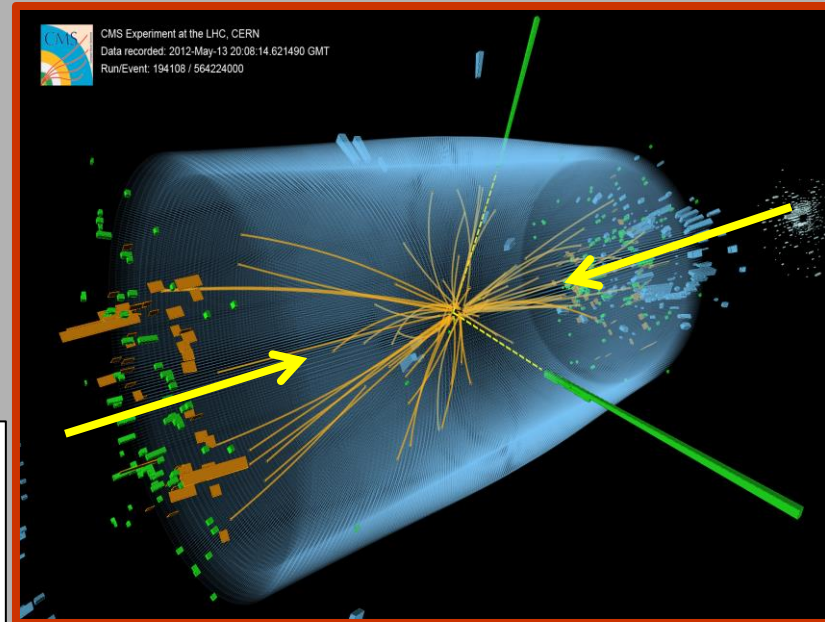 CMS
CMS Experiment at the LHC, CERN
Data recorded: 2012-May-13 20:08:14.621490 GMT
Run/Event: 194108 / 564224000